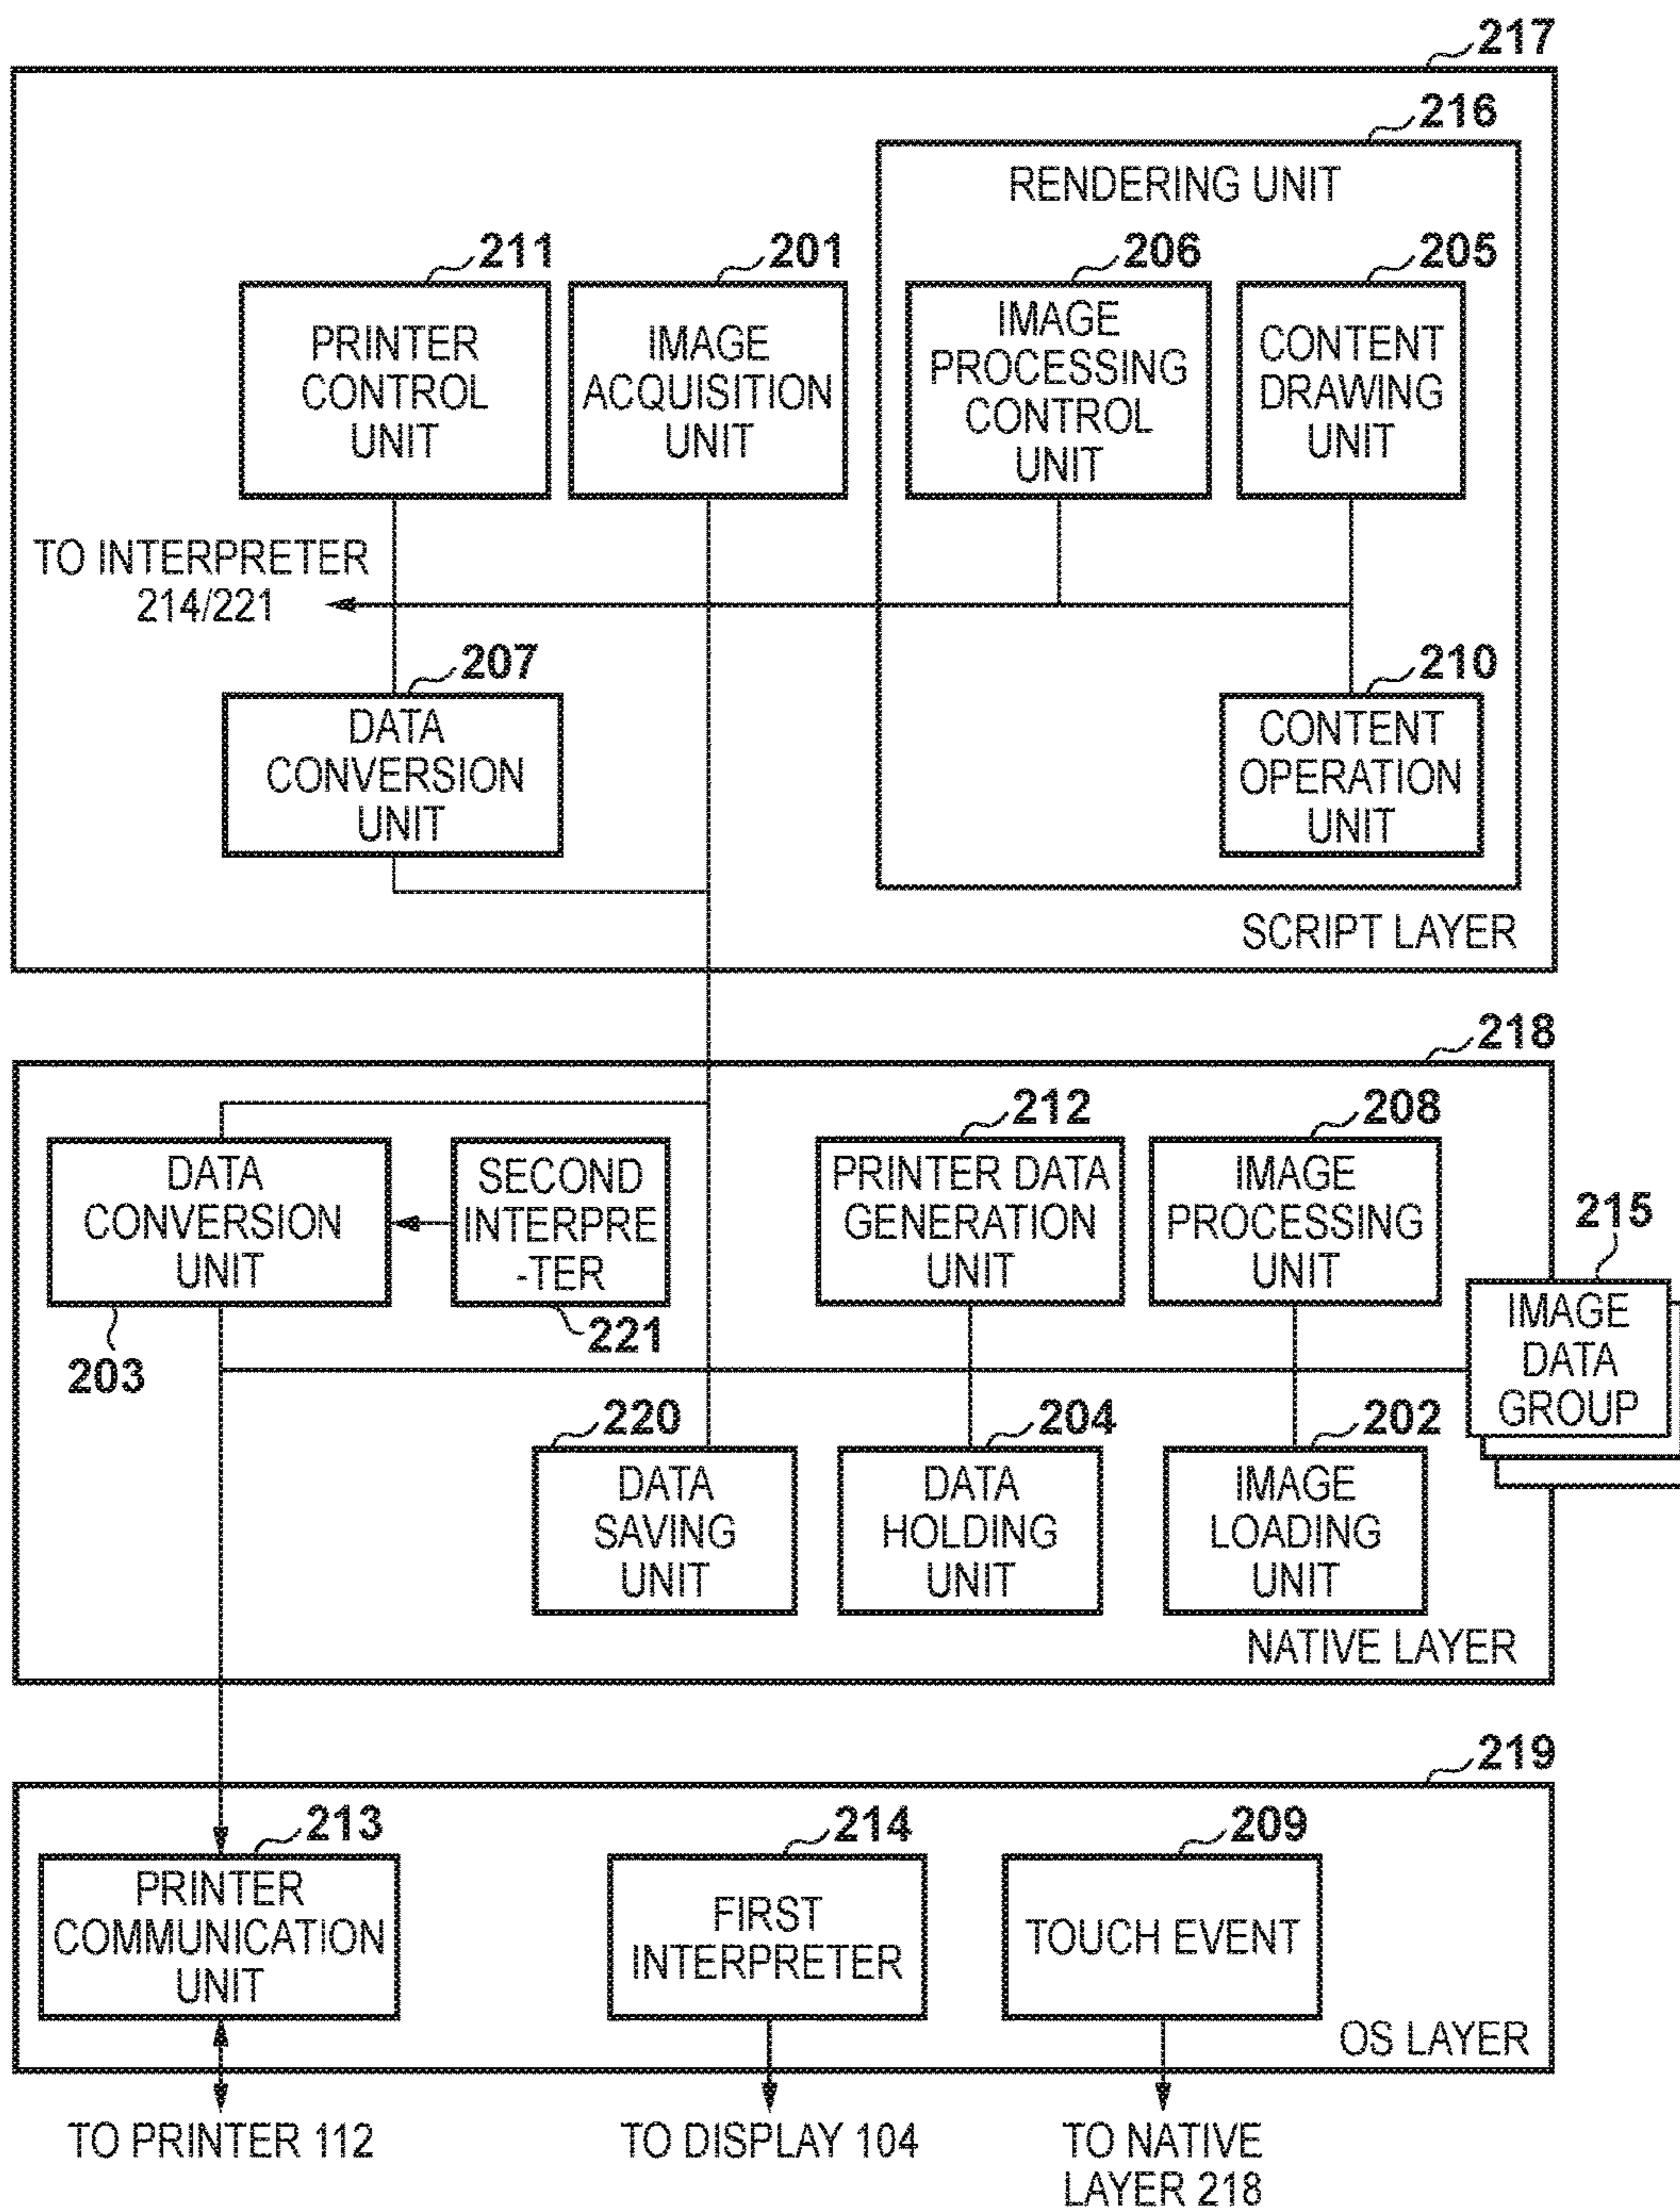 217
216
RENDERING UNIT
211
PRINTER
CONTROL
UNIT
201
IMAGE
ACQUISITION
UNIT
206
IMAGE
PROCESSING
CONTROL
UNIT
205
CONTENT
DRAWING
UNIT
TO INTERPRETER
214/221
207
DATA
CONVERSION
UNIT
210
CONTENT
OPERATION
UNIT
SCRIPT LAYER
218
DATA
CONVERSION
UNIT
203
SECOND
INTERPRE
-TER
221
212
PRINTER DATA
GENERATION
UNIT
208
IMAGE
PROCESSING
UNIT
215
IMAGE
DATA
GROUP
220
DATA
SAVING
UNIT
204
DATA
HOLDING
UNIT
202
IMAGE
LOADING
UNIT
NATIVE LAYER
219
213
PRINTER
COMMUNICATION
UNIT
214
FIRST
INTERPRETER
209
TOUCH EVENT
OS LAYER
TO PRINTER 112
TO DISPLAY 104
TO NATIVE
LAYER 218